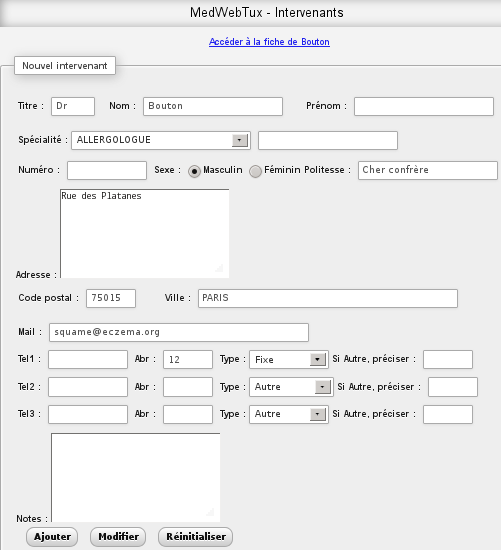 MedWebTux - Intervenants
Accéder à la fiche de Bouton
Nouvel intervenant
Titre : Dr Nom : Bouton Prénom :
Spécialité : ALLERGOLOGUE
Numéro : Sexe : Masculin Féminin Politesse : Cher confrère
Rue des Platanes
Adresse :
Code postal : 75015 Ville : PARIS
Mail : squame@eczema.org
Tel1 : Abr : 12 Type : Fixe Si Autre, préciser :
Tel2 : Abr : Type : Autre Si Autre, préciser :
Tel3 : Abr : Type : Autre Si Autre, préciser :
Notes :
Ajouter Modifier Réinitialiser